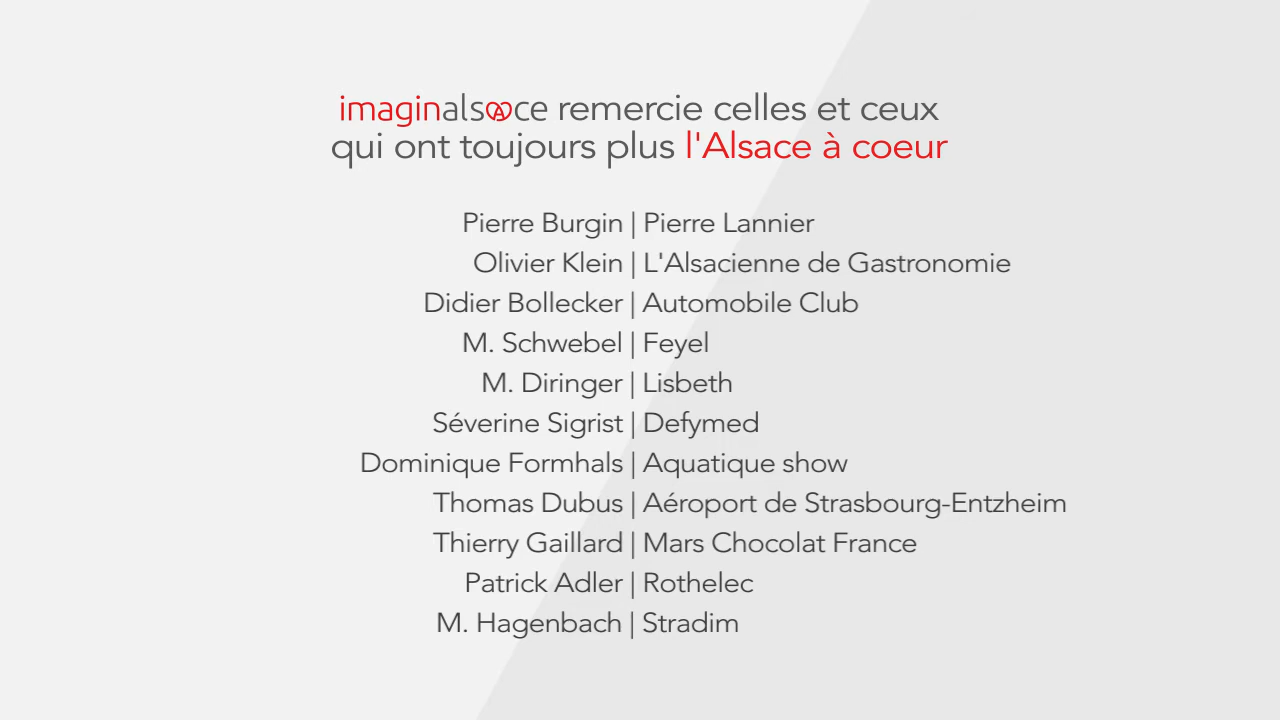 imaginalsace remercie celles et ceux
qui ont toujours plus l'Alsace à coeur
Pierre Burgin | Pierre Lannier
Olivier Klein | L'Alsacienne de Gastronomie
Didier Bollecker | Automobile Club
M. Schwebel | Feyel
M. Diringer | Lisbeth
Séverine Sigrist | Defymed
Dominique Formhals | Aquatique show
Thomas Dubus | Aéroport de Strasbourg-Entzheim
Thierry Gaillard | Mars Chocolat France
Patrick Adler | Rothelec
M. Hagenbach | Stradim